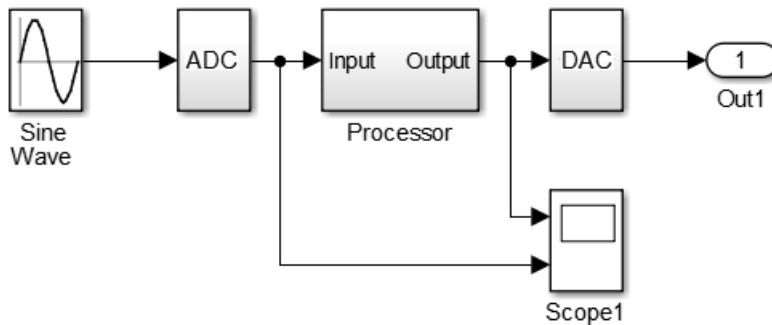 ADC
Input Output
DAC
1
Sine
Wave
Processor
Out1
Scope1